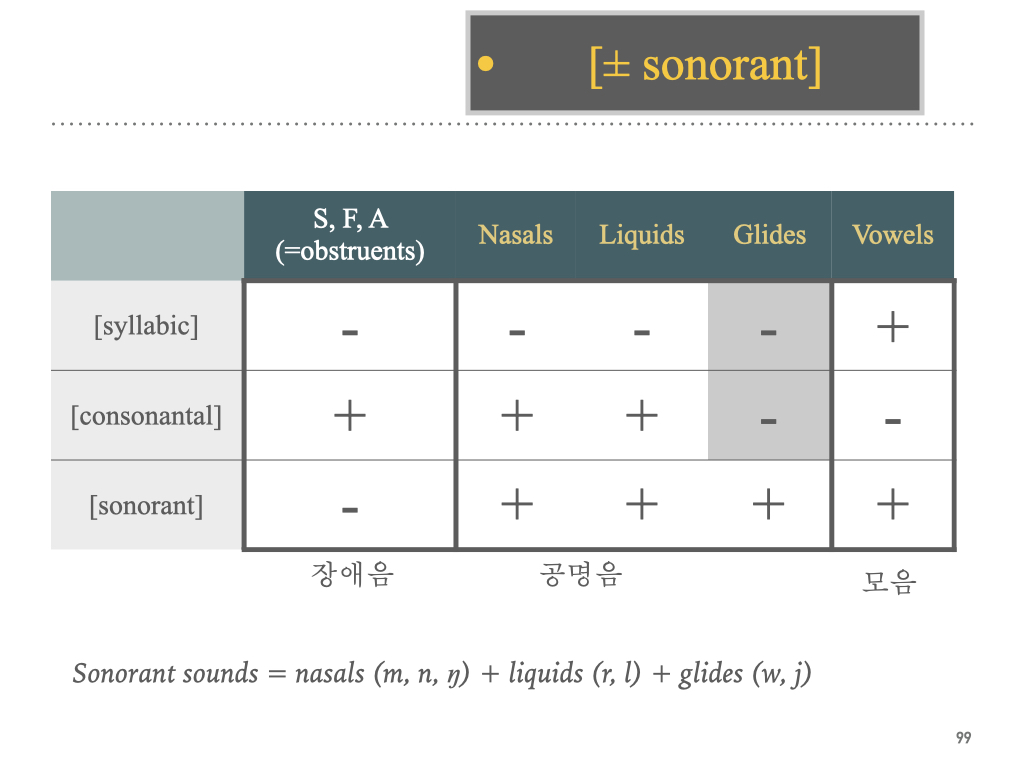 • [± sonorant]
S, F, A
(=obstruents) Nasals Liquids Glides Vowels
[syllabic] - - - - +
[consonantal] + + + - -
[sonorant] - + + + +
장애음 공명음 모음
Sonorant sounds = nasals (m, n, ŋ) + liquids (r, l) + glides (w, j)
99